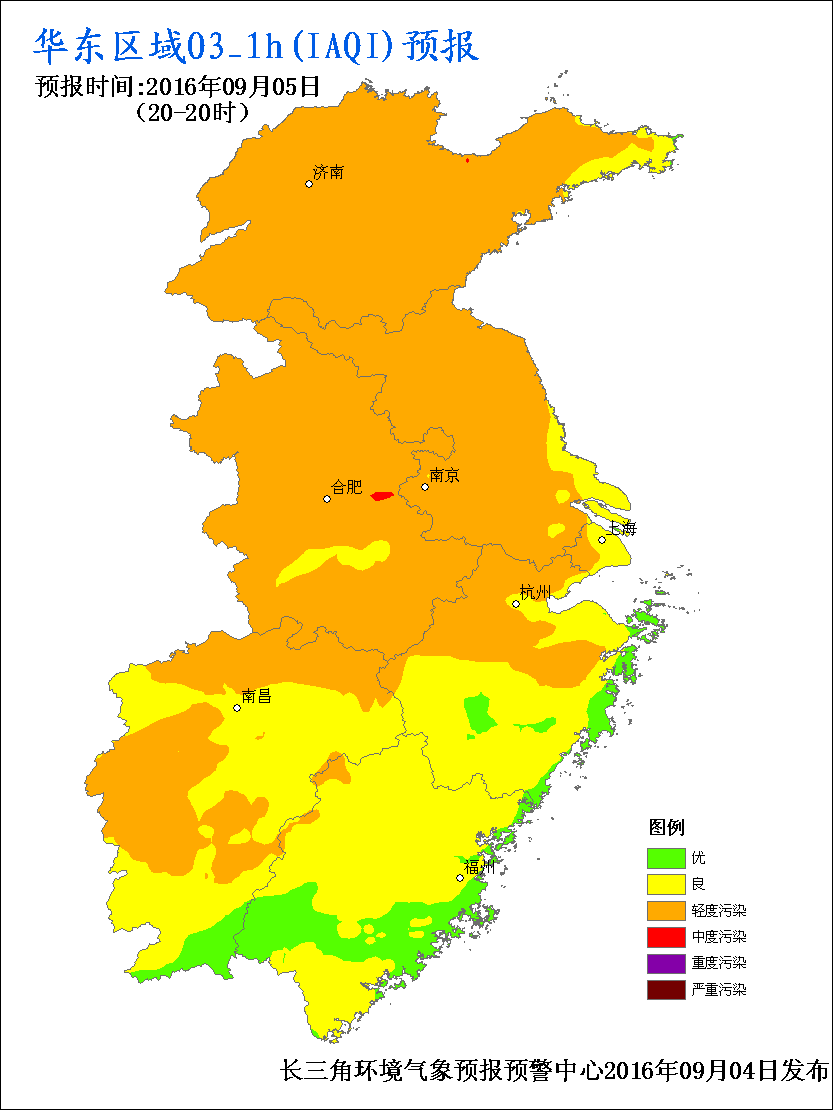 华东区域O3_1h(IAQI)预报
预报时间:2016年09月05日
(20-20时)
济南
南京
合肥
上海
杭州
南昌
福州
图例
优
良
轻度污染
中度污染
重度污染
严重污染
长三角环境气象预报预警中心2016年09月04日发布